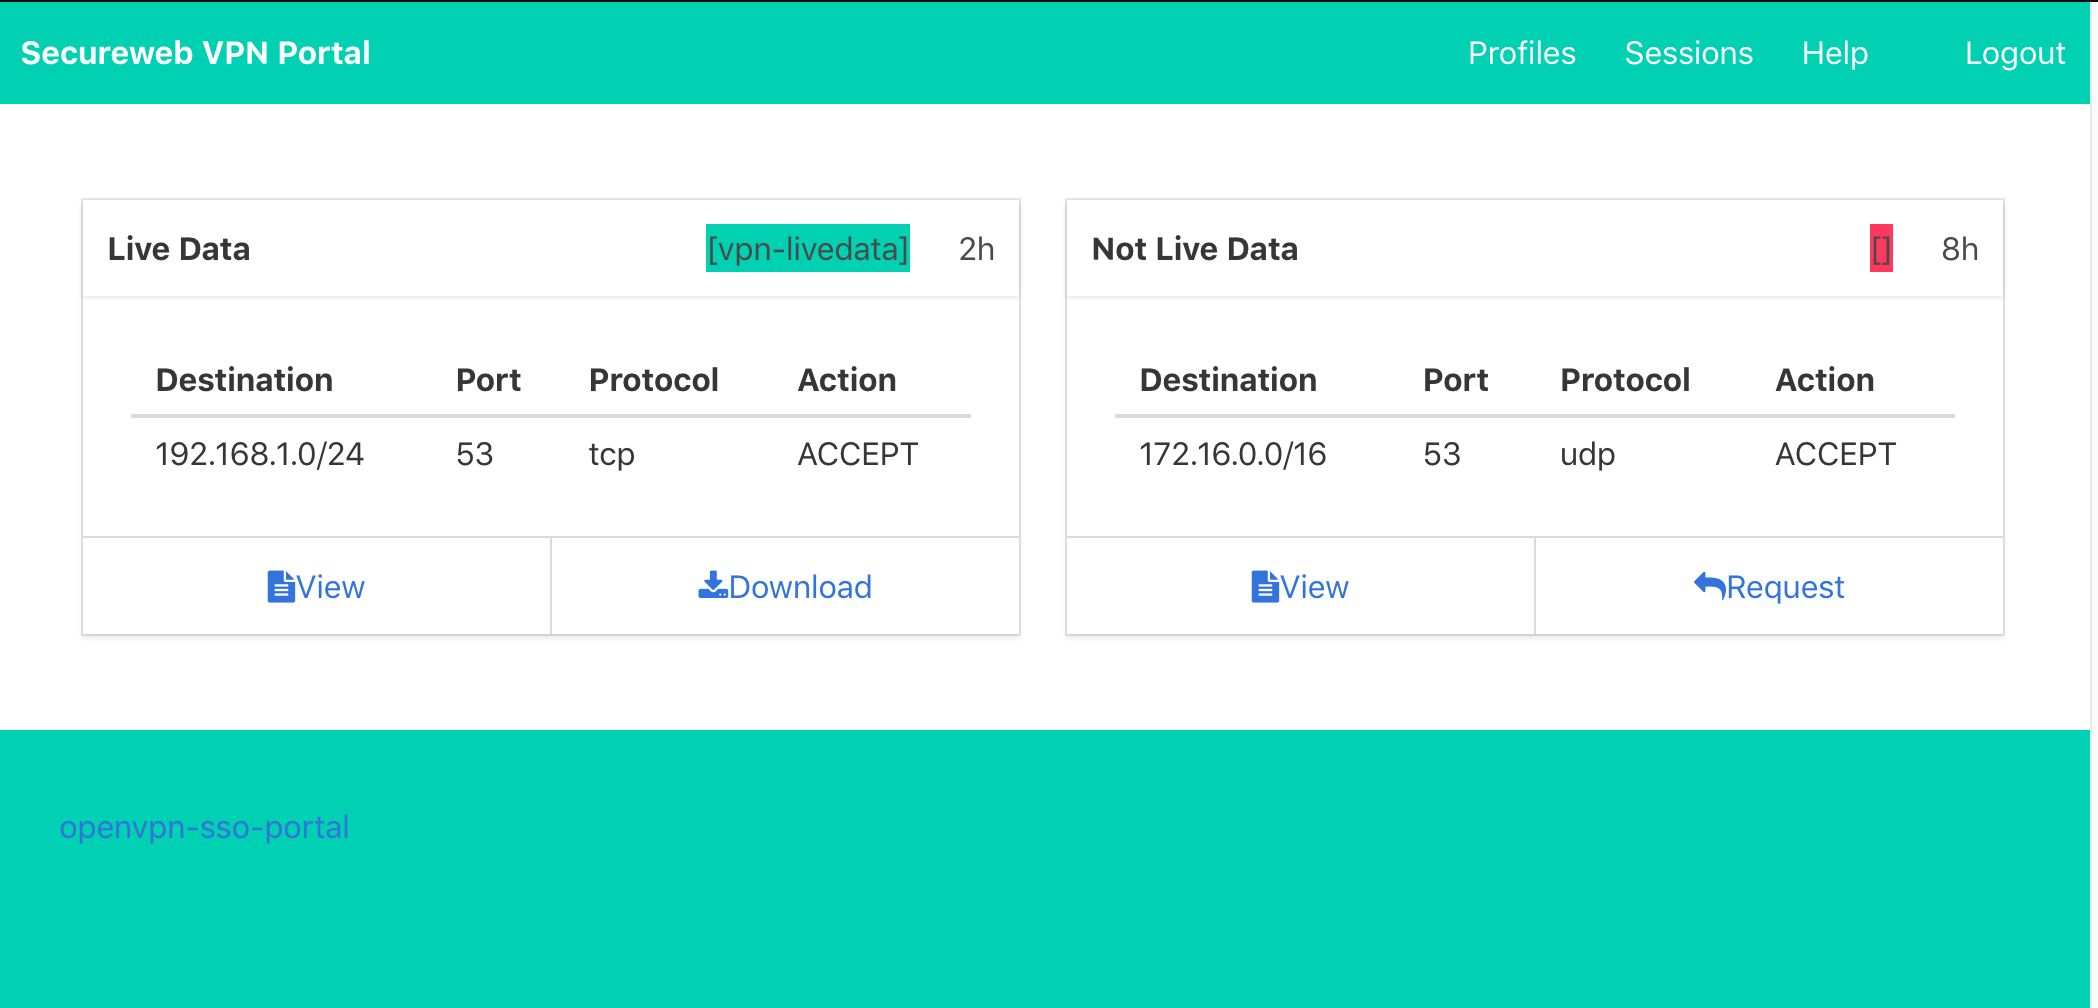 Secureweb VPN Portal Profiles Sessions Help Logout
Live Data [vpn-livedata] 2h
Destination Port Protocol Action
192.168.1.0/24 53 tcp ACCEPT
View Download
Not Live Data [] 8h
Destination Port Protocol Action
172.16.0.0/16 53 udp ACCEPT
View Request
openvpn-sso-portal